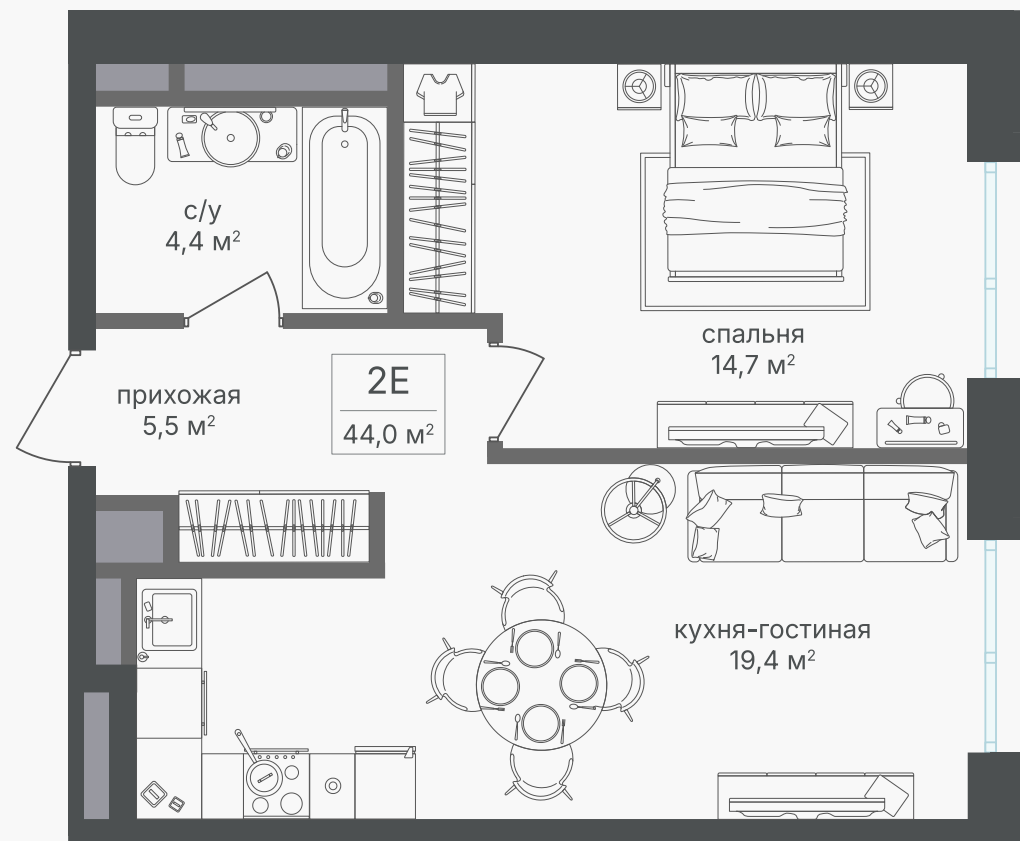 с/у
4,4 м²
спальня
14,7 м²
прихожая
5,5 м²
2Е
44,0 м²
кухня-гостиная
19,4 м²